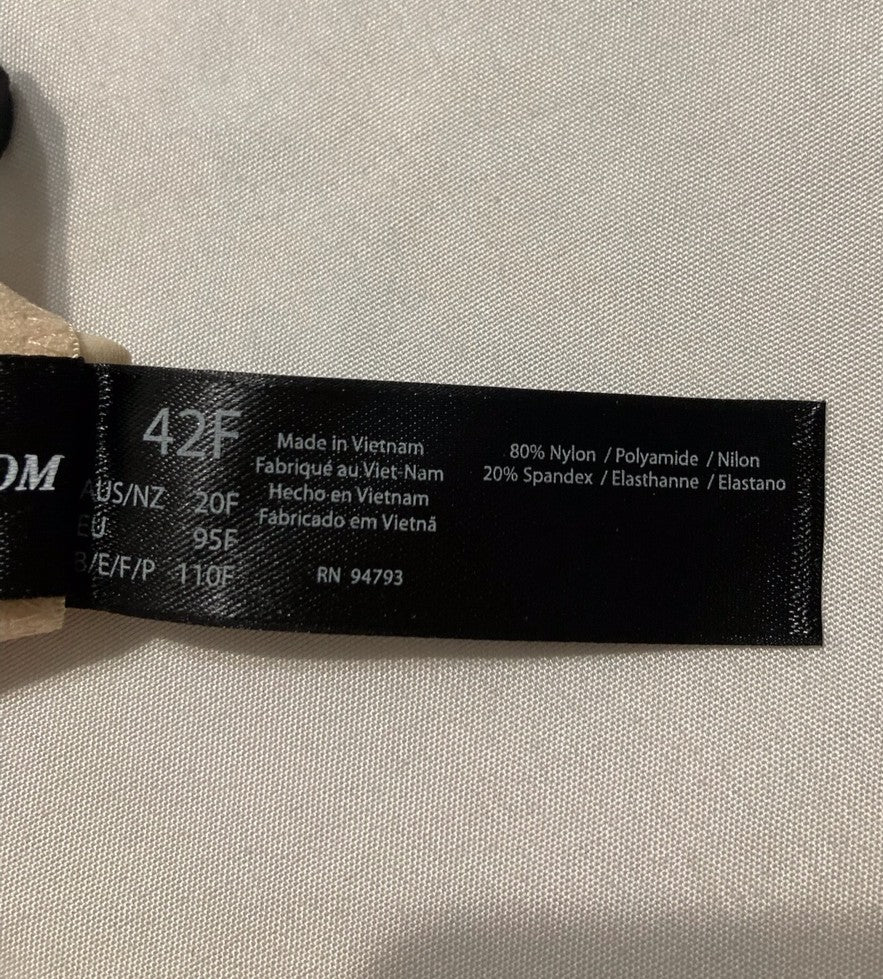 OM
42F
AUS/NZ 20F
EU 95F
B/E/F/P 110F
Made in Vietnam
Fabriqué au Viet-Nam
Hecho en Vietnam
Fabricado em Vietnã
RN 94793
80% Nylon / Polyamide / Nilon
20% Spandex / Elasthanne / Elastano